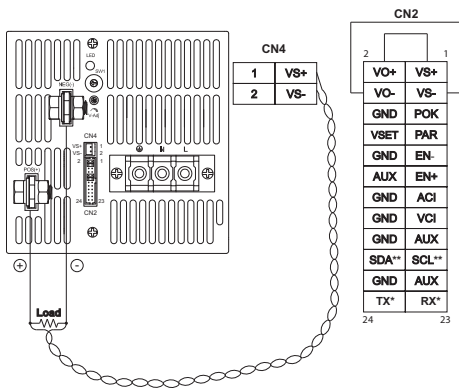 LED
SW1
NEG(-)
V-Adj
CN4
VS+ 1
VS- 2
2 1
POS(+)
24 23
CN2
N L
+ -
Load
CN4
1 VS+
2 VS-
CN2
2 1
VO+ VS+
VO- VS-
GND POK
VSET PAR
GND EN-
AUX EN+
GND ACI
GND VCI
GND AUX
SDA** SCL**
GND AUX
TX* RX*
24 23